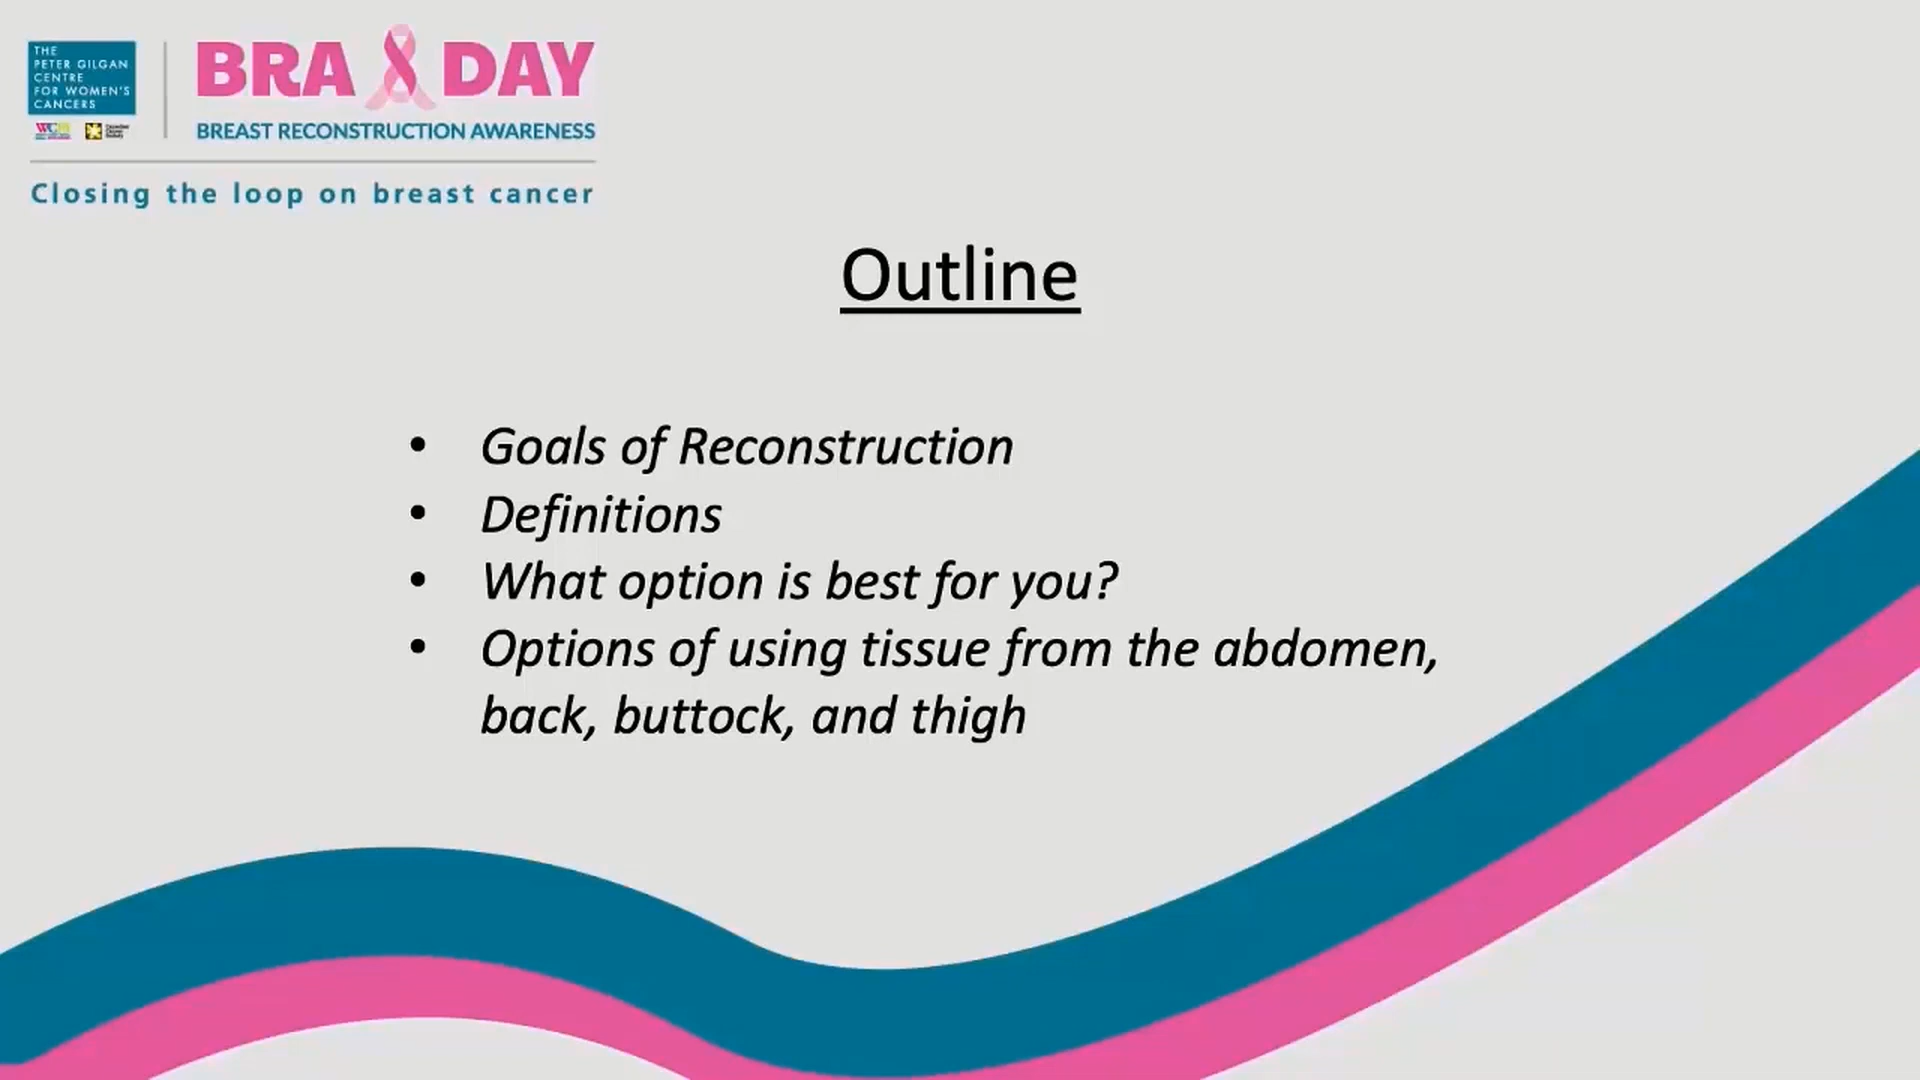 THE
PETER GILGAN
CENTRE
FOR WOMEN'S
CANCERS
BRA DAY
BREAST RECONSTRUCTION AWARENESS
Closing the loop on breast cancer
Outline
• Goals of Reconstruction
• Definitions
• What option is best for you?
• Options of using tissue from the abdomen,
back, buttock, and thigh